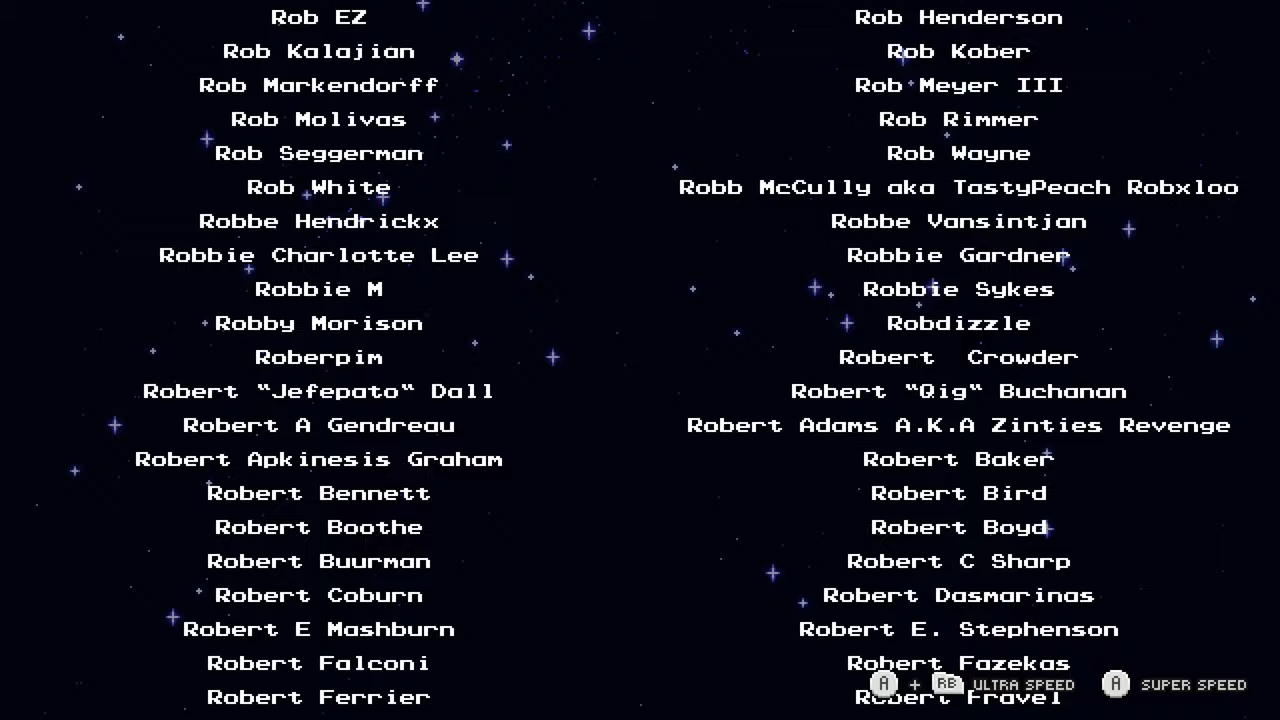 Rob EZ
Rob Henderson
Rob Kalajian
Rob Kober
Rob Markendorff
Rob Meyer III
Rob Molivas
Rob Rimmer
Rob Seggerman
Rob Wayne
Rob White
Robb McCully aka TastyPeach Robxloo
Robbe Hendrickx
Robbe Vansintjan
Robbie Charlotte Lee
Robbie Gardner
Robbie M
Robbie Sykes
Robby Morison
Robdizzle
Roberpim
Robert  Crowder
Robert "Jefepato" Dall
Robert "Qig" Buchanan
Robert A Gendreau
Robert Adams A.K.A Zinties Revenge
Robert Apkinesis Graham
Robert Baker
Robert Bennett
Robert Bird
Robert Boothe
Robert Boyd
Robert Buurman
Robert C Sharp
Robert Coburn
Robert Dasmarinas
Robert E Mashburn
Robert E. Stephenson
Robert Falconi
Robert Fazekas
Robert Ferrier
Robert Fravel
A + RB ULTRA SPEED A SUPER SPEED